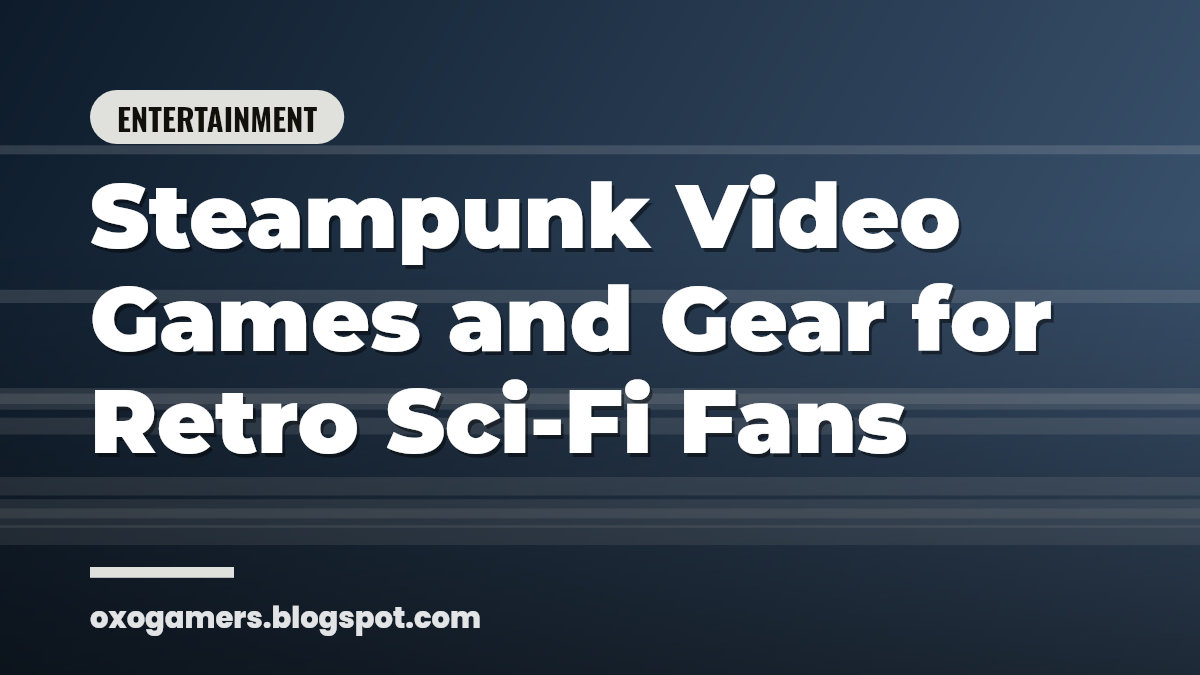 ENTERTAINMENT
Steampunk Video
Games and Gear for
Retro Sci-Fi Fans
oxogamers.blogspot.com